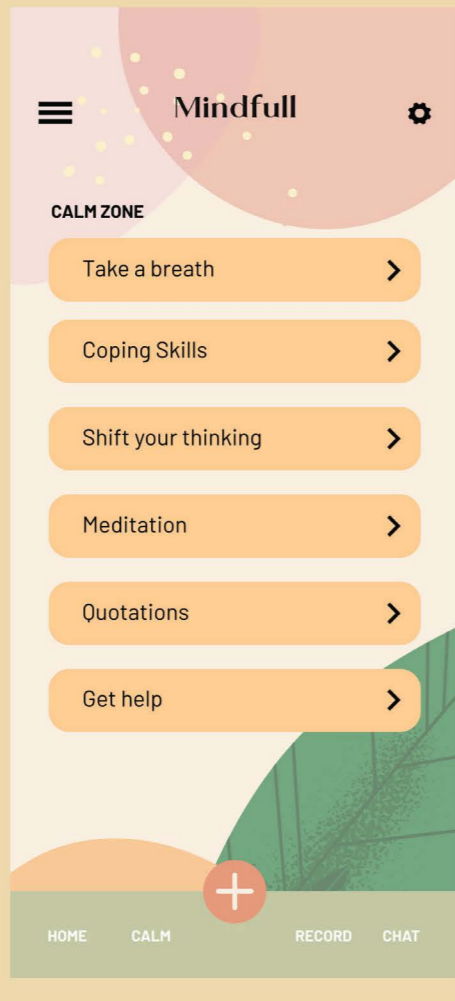 Mindfull
CALM ZONE
Take a breath
Coping Skills
Shift your thinking
Meditation
Quotations
Get help
HOME CALM RECORD CHAT